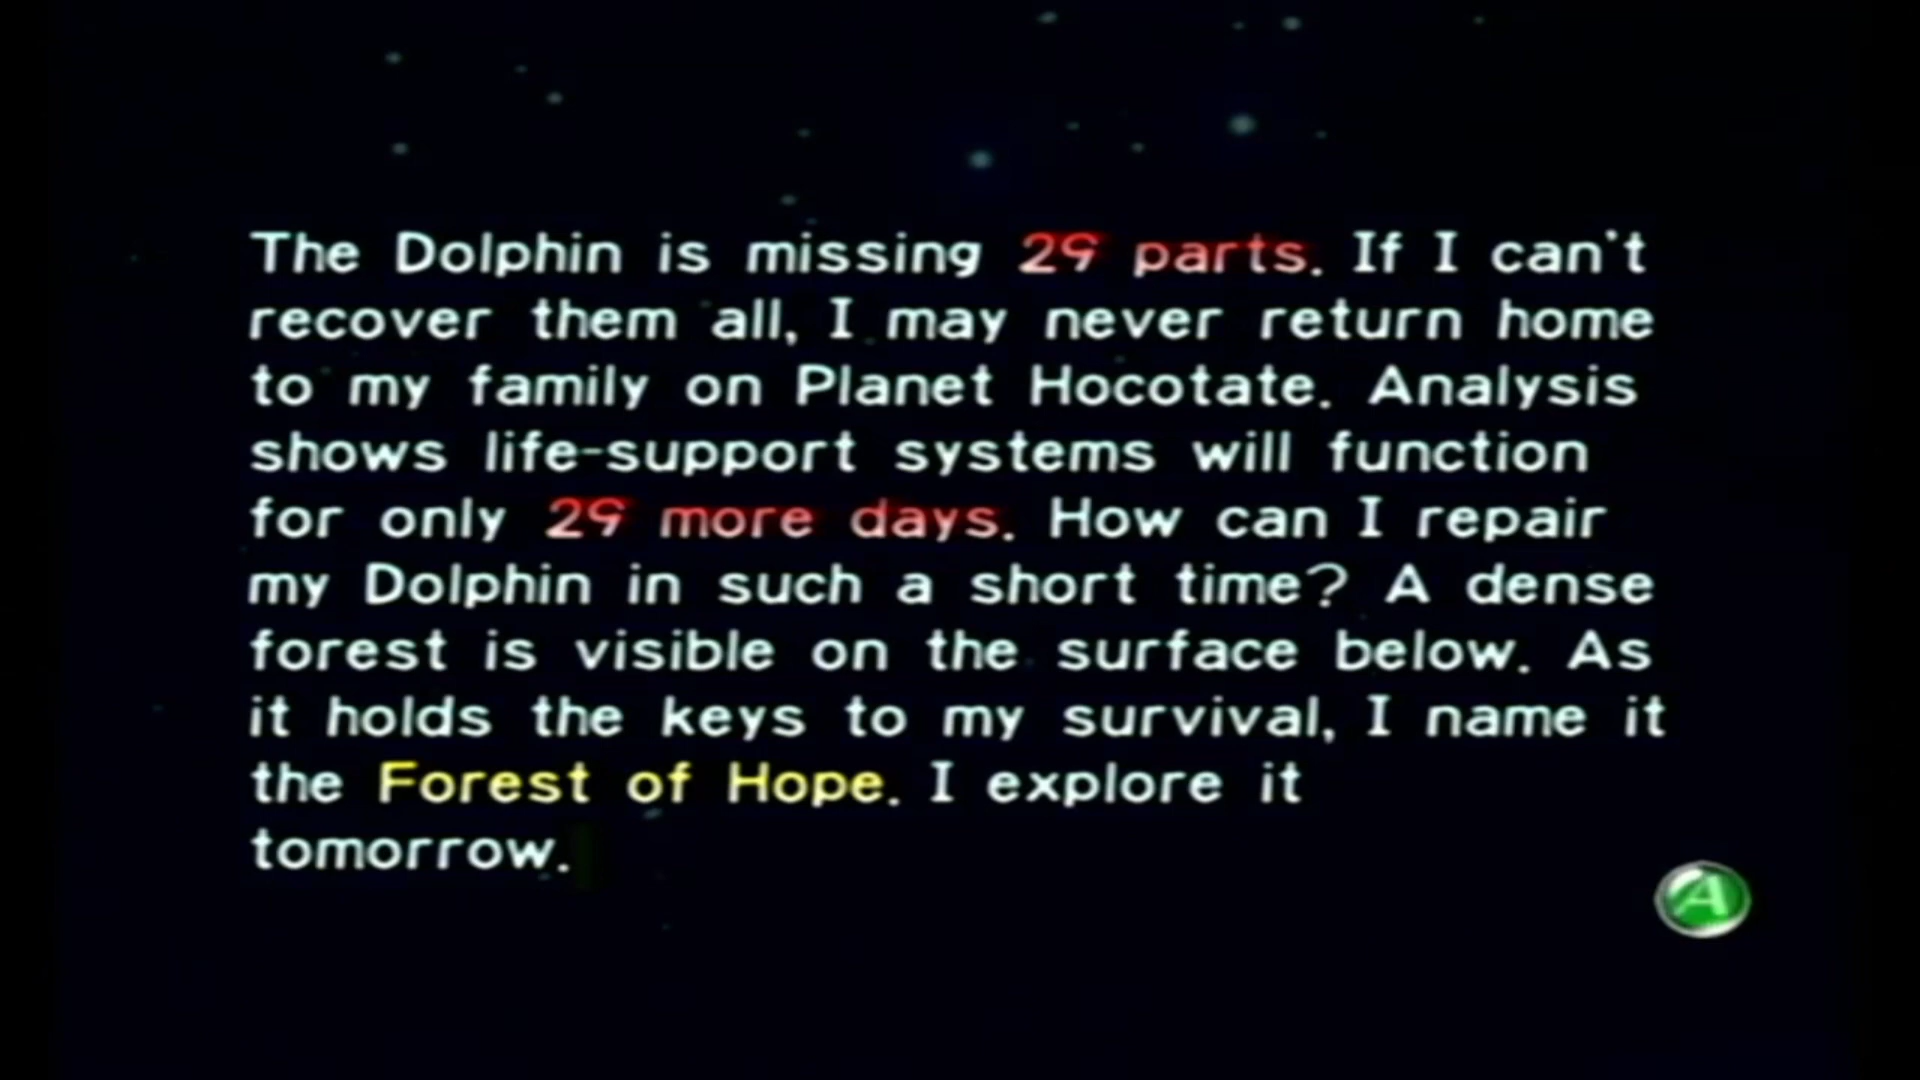 The Dolphin is missing 29 parts. If I can't
recover them all, I may never return home
to my family on Planet Hocotate. Analysis
shows life-support systems will function
for only 29 more days. How can I repair
my Dolphin in such a short time? A dense
forest is visible on the surface below. As
it holds the keys to my survival, I name it
the Forest of Hope. I explore it
tomorrow.
A